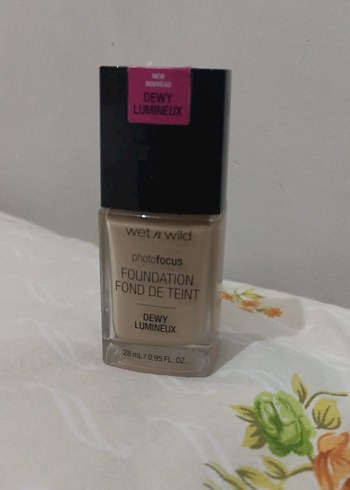 NEW
NOUVEAU
DEWY
LUMINEUX
wet n wild
photofocus
FOUNDATION
FOND DE TEINT
DEWY
LUMINEUX
28 mL / 0.95 FL. OZ.